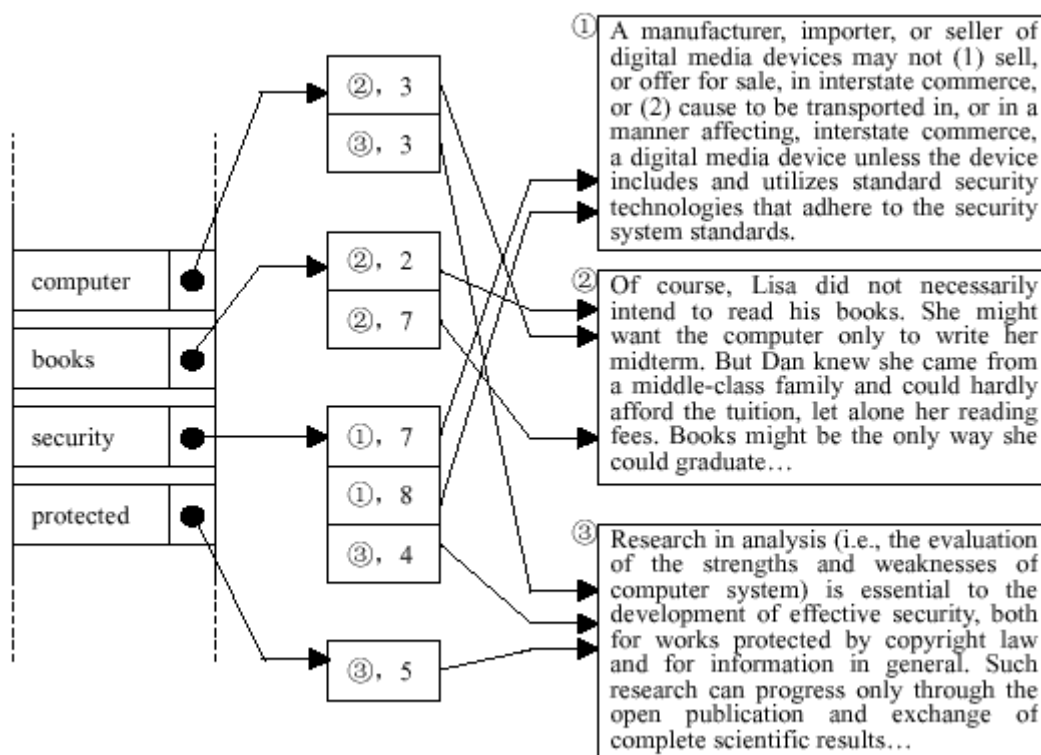 computer
books
security
protected
②, 3
③, 3
②, 2
②, 7
①, 7
①, 8
③, 4
③, 5
①
A manufacturer, importer, or seller of
digital media devices may not (1) sell,
or offer for sale, in interstate commerce,
or (2) cause to be transported in, or in a
manner affecting, interstate commerce,
a digital media device unless the device
includes and utilizes standard security
technologies that adhere to the security
system standards.
②
Of course, Lisa did not necessarily
intend to read his books. She might
want the computer only to write her
midterm. But Dan knew she came from
a middle-class family and could hardly
afford the tuition, let alone her reading
fees. Books might be the only way she
could graduate…
③
Research in analysis (i.e., the evaluation
of the strengths and weaknesses of
computer system) is essential to the
development of effective security, both
for works protected by copyright law
and for information in general. Such
research can progress only through the
open publication and exchange of
complete scientific results…